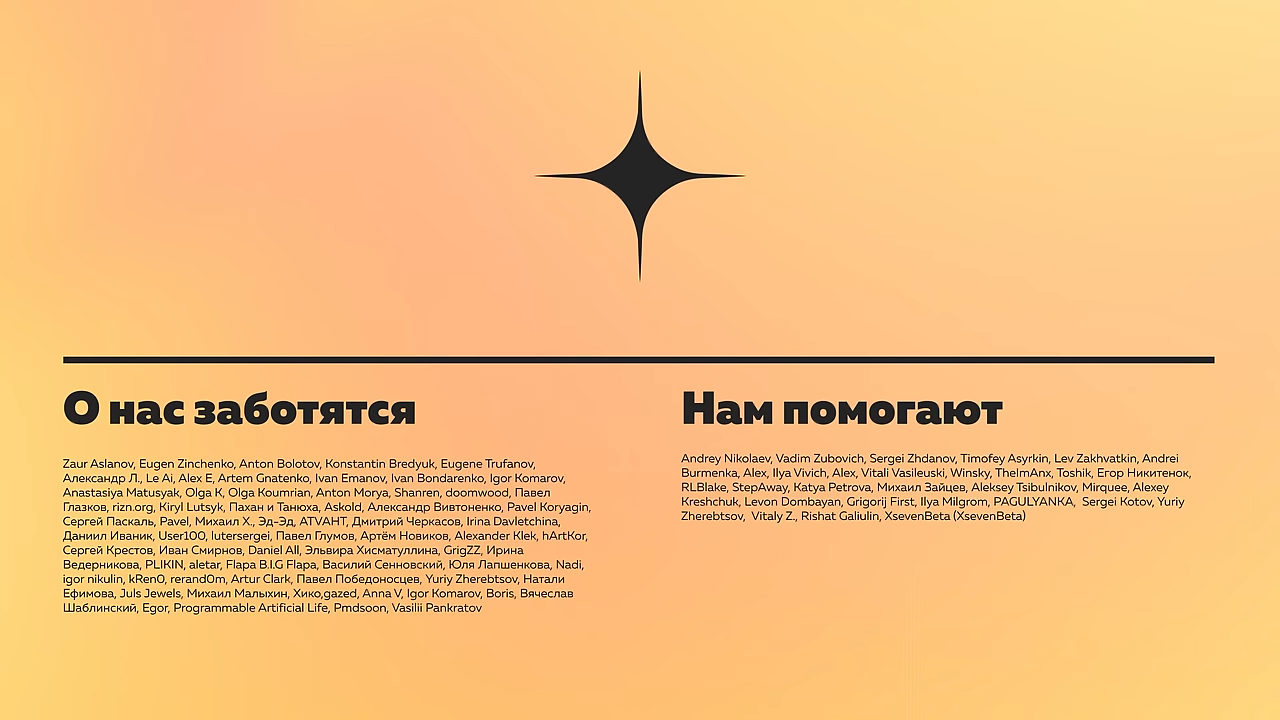 О нас заботятся
Zaur Aslanov, Eugen Zinchenko, Anton Bolotov, Konstantin Bredyuk, Eugene Trufanov,
Александр Л., Le Ai, Alex E, Artem Gnatenko, Ivan Emanov, Ivan Bondarenko, Igor Komarov,
Anastasiya Matusyak, Olga K, Olga Koumrian, Anton Morya, Shanren, doomwood, Павел
Глазков, rizn.org, Kiryl Lutsyk, Пахан и Танюха, Askold, Александр Вивтоненко, Pavel Koryagin,
Сергей Паскаль, Pavel, Михаил Х., Эд-Эд, ATVAHT, Дмитрий Черкасов, Irina Davletchina,
Даниил Иваник, User100, lutersergei, Павел Глумов, Артём Новиков, Alexander Klek, hArtKor,
Сергей Крестов, Иван Смирнов, Daniel All, Эльвира Хисматуллина, GrigZZ, Ирина
Ведерникова, PLIKIN, aletar, Flapa B.I.G Flapa, Василий Сенновский, Юля Лапшенкова, Nadi,
igor nikulin, kRen0, rerand0m, Artur Clark, Павел Победоносцев, Yuriy Zherebtsov, Натали
Ефимова, Juls Jewels, Михаил Малыхин, Хико,gazed, Anna V, Igor Komarov, Boris, Вячеслав
Шаблинский, Egor, Programmable Artificial Life, Pmdsoon, Vasilii Pankratov
Нам помогают
Andrey Nikolaev, Vadim Zubovich, Sergei Zhdanov, Timofey Asyrkin, Lev Zakhvatkin, Andrei
Burmenka, Alex, Ilya Vivich, Alex, Vitali Vasileuski, Winsky, TheImAnx, Toshik, Егор Никитенок,
RLBlake, StepAway, Katya Petrova, Михаил Зайцев, Aleksey Tsibulnikov, Mirquee, Alexey
Kreshchuk, Levon Dombayan, Grigorij First, Ilya Milgrom, PAGULYANKA,  Sergei Kotov, Yuriy
Zherebtsov,  Vitaly Z., Rishat Galiulin, XsevenBeta (XsevenBeta)